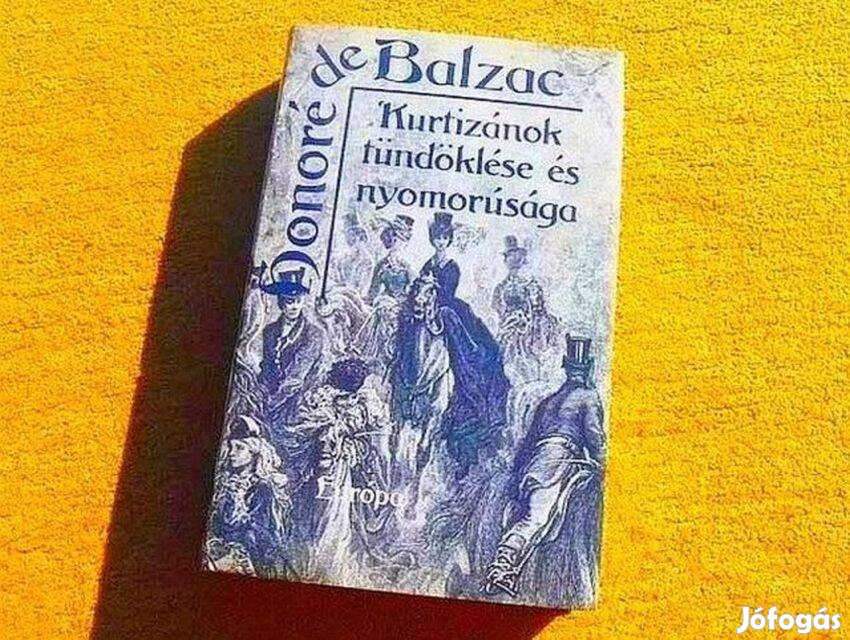 Honoré de Balzac
Kurtizánok
tündöklése és
nyomorúsága
Európa
Jófogás